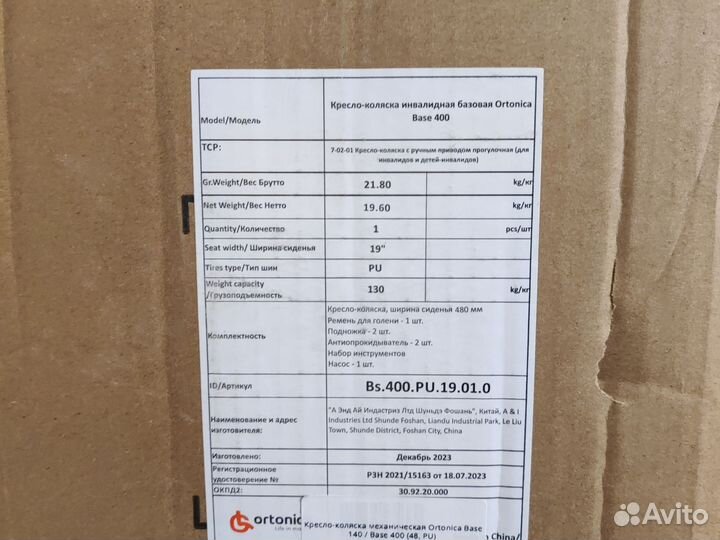 Model/Модель
Кресло-коляска инвалидная базовая Ortonica
Base 400
ТСР:
7-02-01 Кресло-коляска с ручным приводом прогулочная (для
инвалидов и детей-инвалидов)
Gr.Weight/Вес Брутто 21.80 kg/кг
Net Weight/Вес Нетто 19.60 kg/кг
Quantity/Количество 1 pcs/шт
Seat width/ Ширина сиденья 19"
Tires type/Тип шин PU
Weight capacity
/Грузоподъемность 130 kg/кг
Комплектность
Кресло-коляска, ширина сиденья 480 мм
Ремень для голени - 1 шт.
Подножка - 2 шт.
Антиопрокидыватель - 2 шт.
Набор инструментов
Насос - 1 шт.
ID/Артикул Bs.400.PU.19.01.0
Наименование и адрес
изготовителя:
"А Энд Ай Индастриз Лтд Шуньдэ Фошань", Китай, A & I
Industries Ltd Shunde Foshan, Liandu Industrial Park, Le Liu
Town, Shunde District, Foshan City, China
Изготовлено: Декабрь 2023
Регистрационное
удостоверение № РЗН 2021/15163 от 18.07.2023
ОКПД2: 30.92.20.000
ortonica
Life in
Кресло-коляска механическая Ortonica Base
140 / Base 400 (48, PU)
China/
Avito